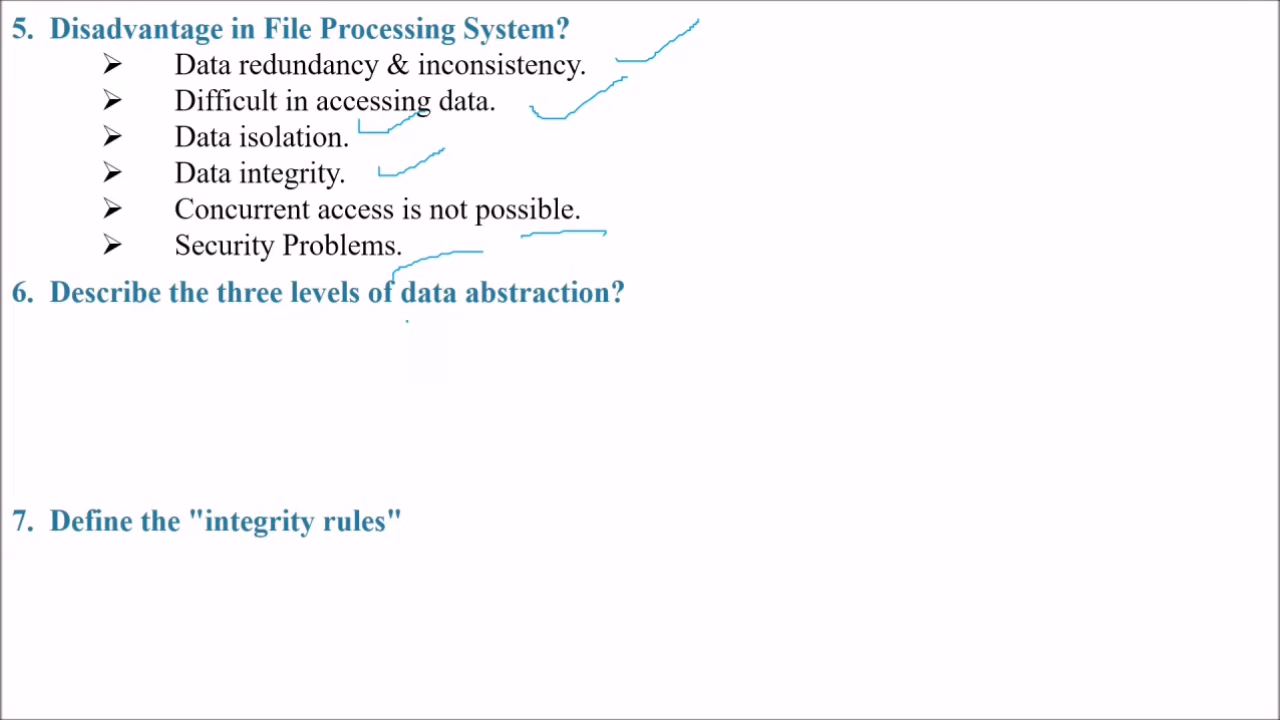 5. Disadvantage in File Processing System?
➢ Data redundancy & inconsistency.
➢ Difficult in accessing data.
➢ Data isolation.
➢ Data integrity.
➢ Concurrent access is not possible.
➢ Security Problems.
6. Describe the three levels of data abstraction?
7. Define the "integrity rules"